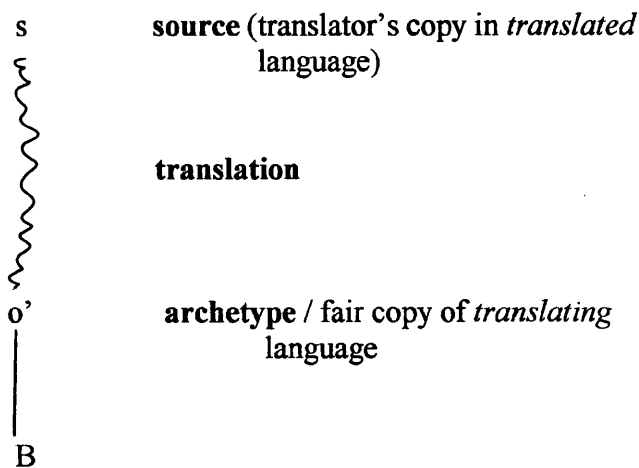 s source (translator's copy in translated
language)
translation
o' archetype / fair copy of translating
language
B